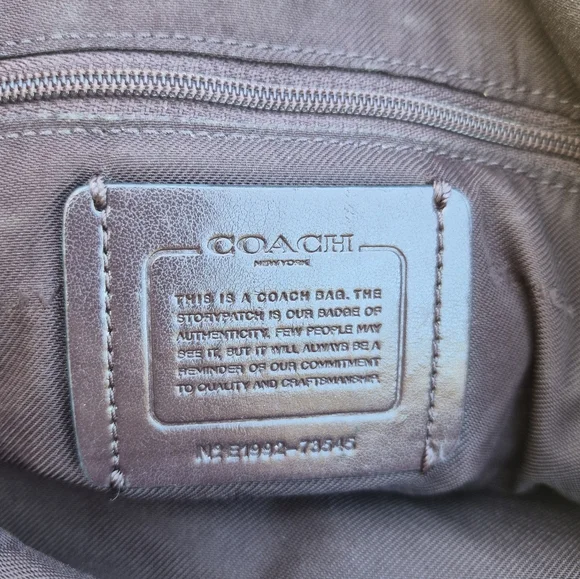 COACH
NEW YORK
THIS IS A COACH BAG. THE
STORYPATCH IS OUR BADGE OF
AUTHENTICITY. FEW PEOPLE MAY
SEE IT, BUT IT WILL ALWAYS BE A
REMINDER OF OUR COMMITMENT
TO QUALITY AND CRAFTSMANSHIP.
Nº E1992-73545